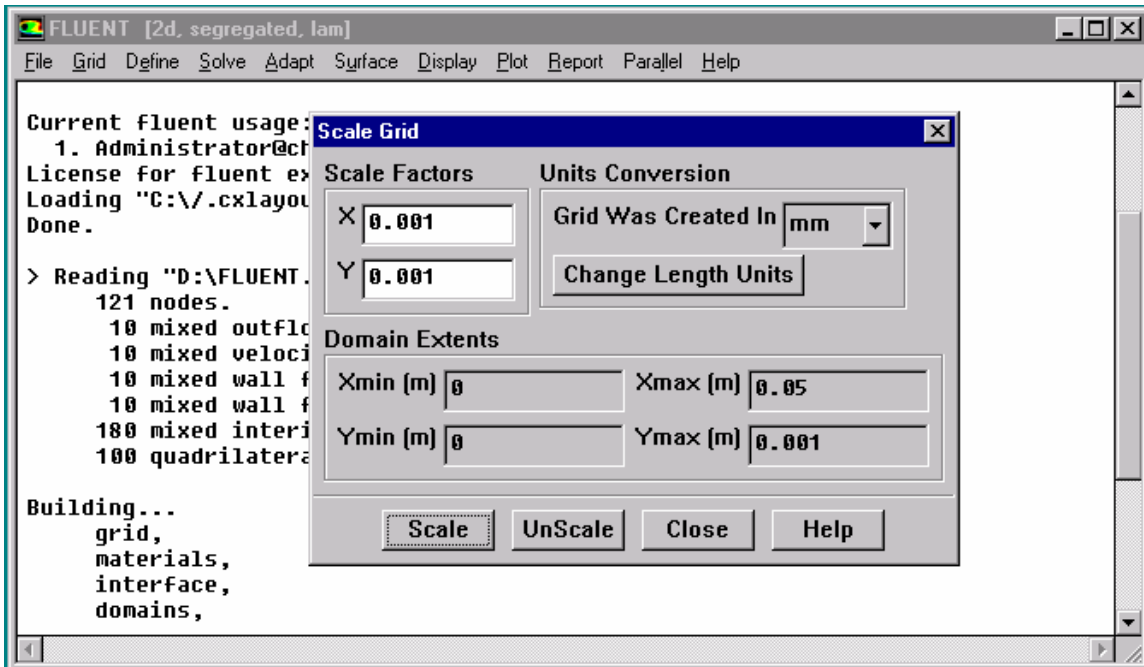 FLUENT [2d, segregated, lam]
File Grid Define Solve Adapt Surface Display Plot Report Parallel Help
Current fluent usage:
1. Administrator@ch
License for fluent ex
Loading "C:\/.cxlayou
Done.
> Reading "D:\FLUENT.
121 nodes.
10 mixed outflo
10 mixed veloci
10 mixed wall f
10 mixed wall f
180 mixed interi
100 quadrilatera
Building...
grid,
materials,
interface,
domains,
Scale Grid
Scale Factors
X 0.001
Y 0.001
Units Conversion
Grid Was Created In mm
Change Length Units
Domain Extents
Xmin (m) 0 Xmax (m) 0.05
Ymin (m) 0 Ymax (m) 0.001
Scale UnScale Close Help